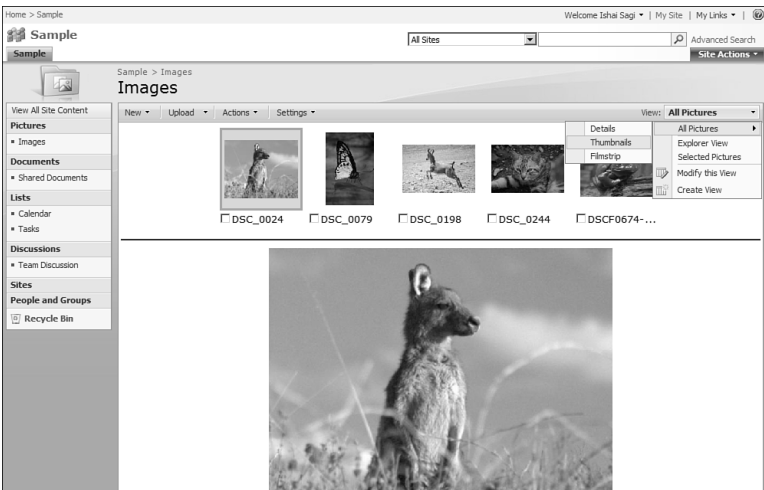 Home > Sample
Welcome Ishai Sagi | My Site | My Links |
Sample
All Sites
Advanced Search
Sample
Site Actions
Sample > Images
Images
View All Site Content
Pictures
Images
Documents
Shared Documents
Lists
Calendar
Tasks
Discussions
Team Discussion
Sites
People and Groups
Recycle Bin
New Upload Actions Settings
View: All Pictures
Details
Thumbnails
Filmstrip
All Pictures
Explorer View
Selected Pictures
Modify this View
Create View
DSC_0024 DSC_0079 DSC_0198 DSC_0244 DSCF0674-...